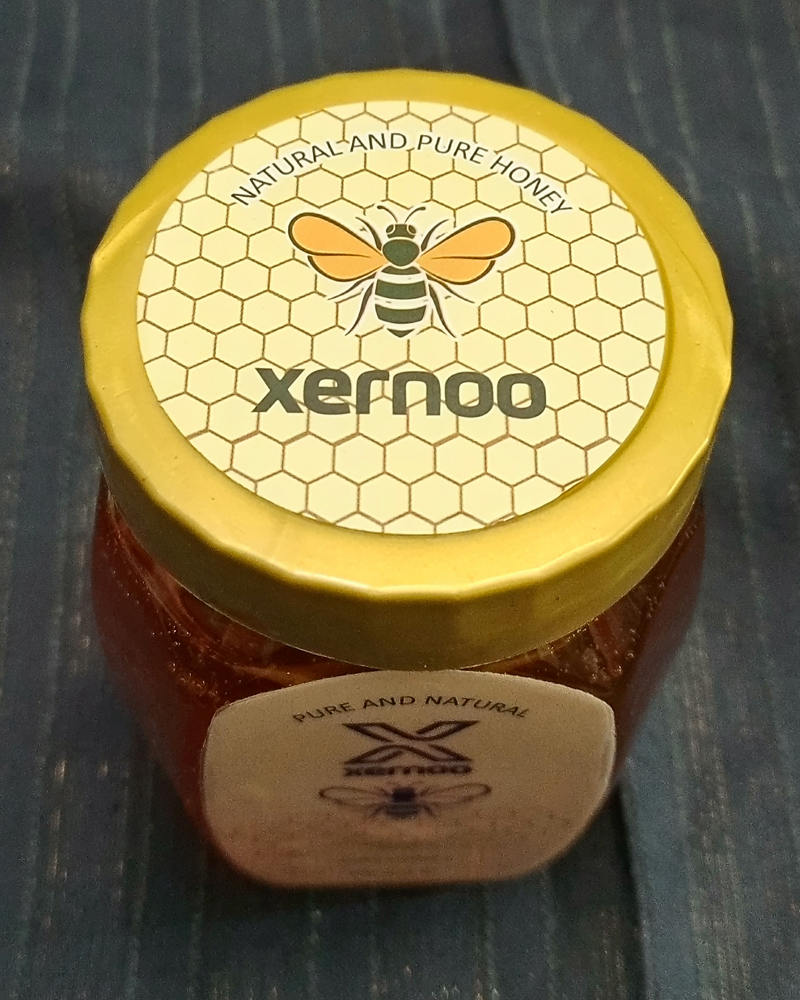 NATURAL AND PURE HONEY
xernoo
PURE AND NATURAL
X
xernoo